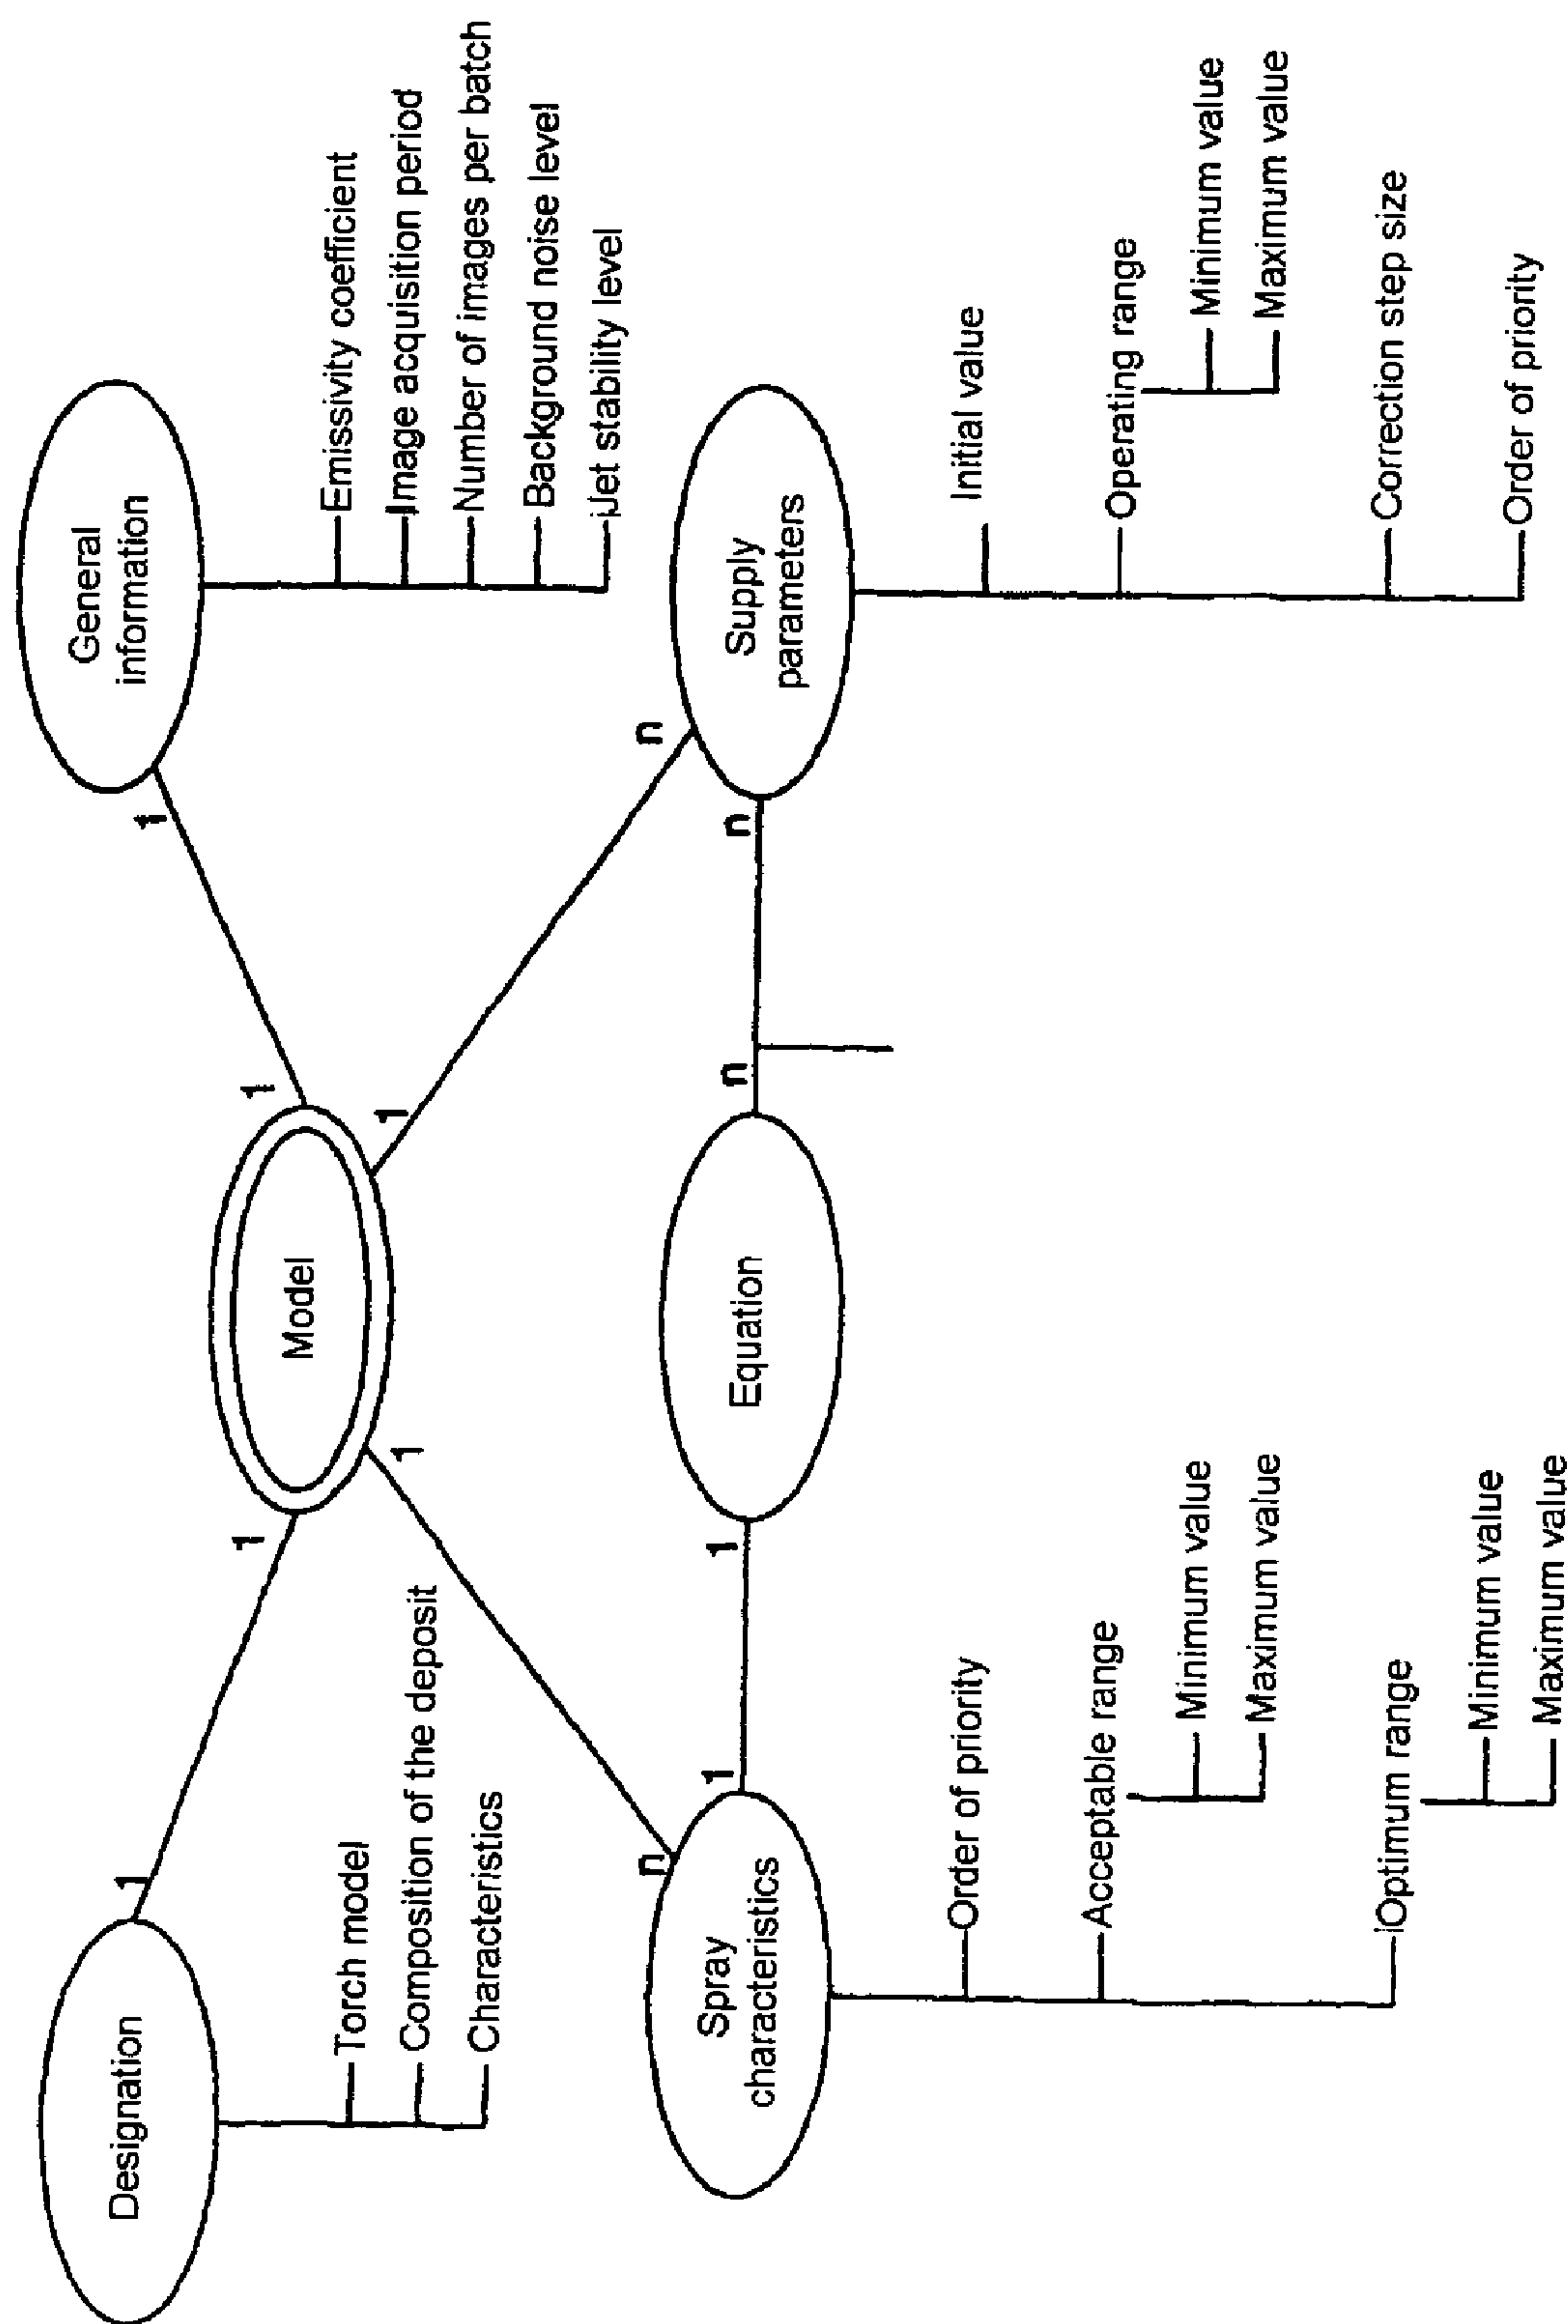 Designation
Torch model
Composition of the deposit
Characteristics
1
1
Model
1
1
General
information
Emissivity coefficient
Image acquisition period
Number of images per batch
Background noise level
Jet stability level
1
n
1
n
Spray
characteristics
Order of priority
Acceptable range
Minimum value
Maximum value
Optimum range
Minimum value
Maximum value
1
1
Equation
n
n
Supply
parameters
Initial value
Operating range
Minimum value
Maximum value
Correction step size
Order of priority